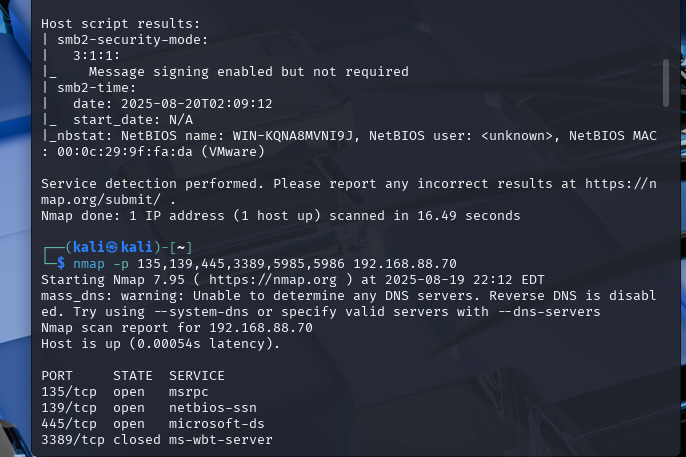 Host script results:
| smb2-security-mode:
|   3:1:1:
|_    Message signing enabled but not required
| smb2-time:
|   date: 2025-08-20T02:09:12
|_  start_date: N/A
|_nbstat: NetBIOS name: WIN-KQNA8MVNI9J, NetBIOS user: <unknown>, NetBIOS MAC
: 00:0c:29:9f:fa:da (VMware)

Service detection performed. Please report any incorrect results at https://n
map.org/submit/ .
Nmap done: 1 IP address (1 host up) scanned in 16.49 seconds

┌──(kali㉿kali)-[~]
└─$ nmap -p 135,139,445,3389,5985,5986 192.168.88.70
Starting Nmap 7.95 ( https://nmap.org ) at 2025-08-19 22:12 EDT
mass_dns: warning: Unable to determine any DNS servers. Reverse DNS is disabl
ed. Try using --system-dns or specify valid servers with --dns-servers
Nmap scan report for 192.168.88.70
Host is up (0.00054s latency).

PORT     STATE  SERVICE
135/tcp  open   msrpc
139/tcp  open   netbios-ssn
445/tcp  open   microsoft-ds
3389/tcp closed ms-wbt-server